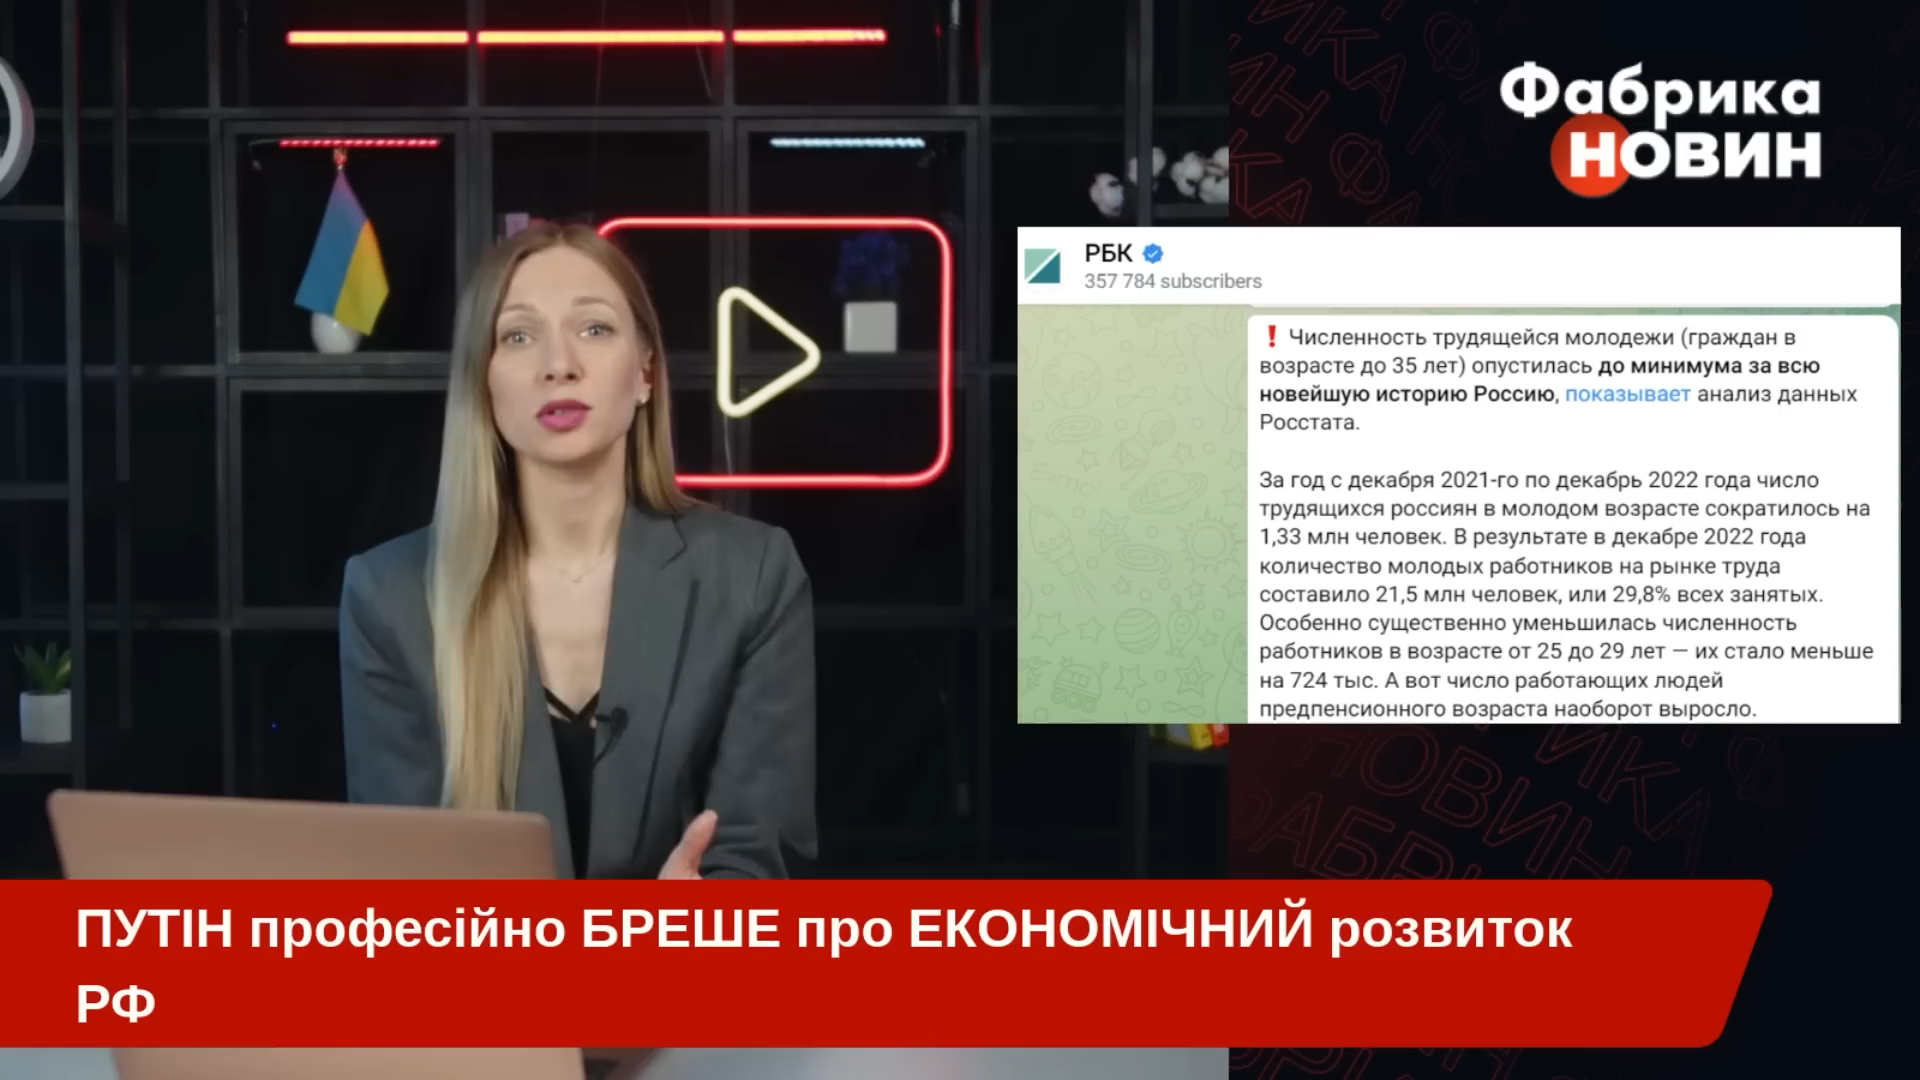 Фабрика
новин
РБК
357 784 subscribers
❗ Численность трудящейся молодежи (граждан в
возрасте до 35 лет) опустилась до минимума за всю
новейшую историю Россию, показывает анализ данных
Росстата.
За год с декабря 2021-го по декабрь 2022 года число
трудящихся россиян в молодом возрасте сократилось на
1,33 млн человек. В результате в декабре 2022 года
количество молодых работников на рынке труда
составило 21,5 млн человек, или 29,8% всех занятых.
Особенно существенно уменьшилась численность
работников в возрасте от 25 до 29 лет — их стало меньше
на 724 тыс. А вот число работающих людей
предпенсионного возраста наоборот выросло.
ПУТІН професійно БРЕШЕ про ЕКОНОМІЧНИЙ розвиток
РФ